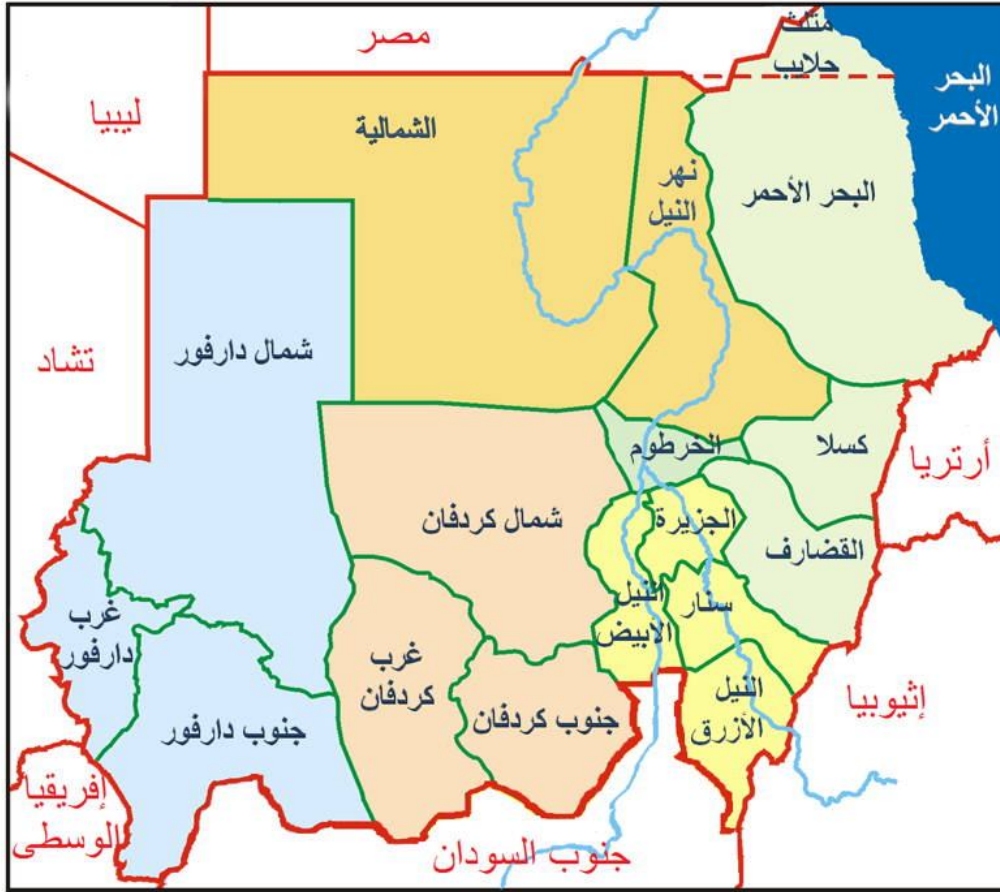 مصر
مثلث
حلايب
البحر
الأحمر
ليبيا
الشمالية
نهر
النيل
البحر الأحمر
تشاد
شمال دارفور
الخرطوم
كسلا
أرتريا
شمال كردفان
الجزيرة
القضارف
غرب
دارفور
النيل
الابيض
سنار
غرب
كردفان
جنوب دارفور
جنوب كردفان
النيل
الأزرق
إثيوبيا
إفريقيا
الوسطى
جنوب السودان